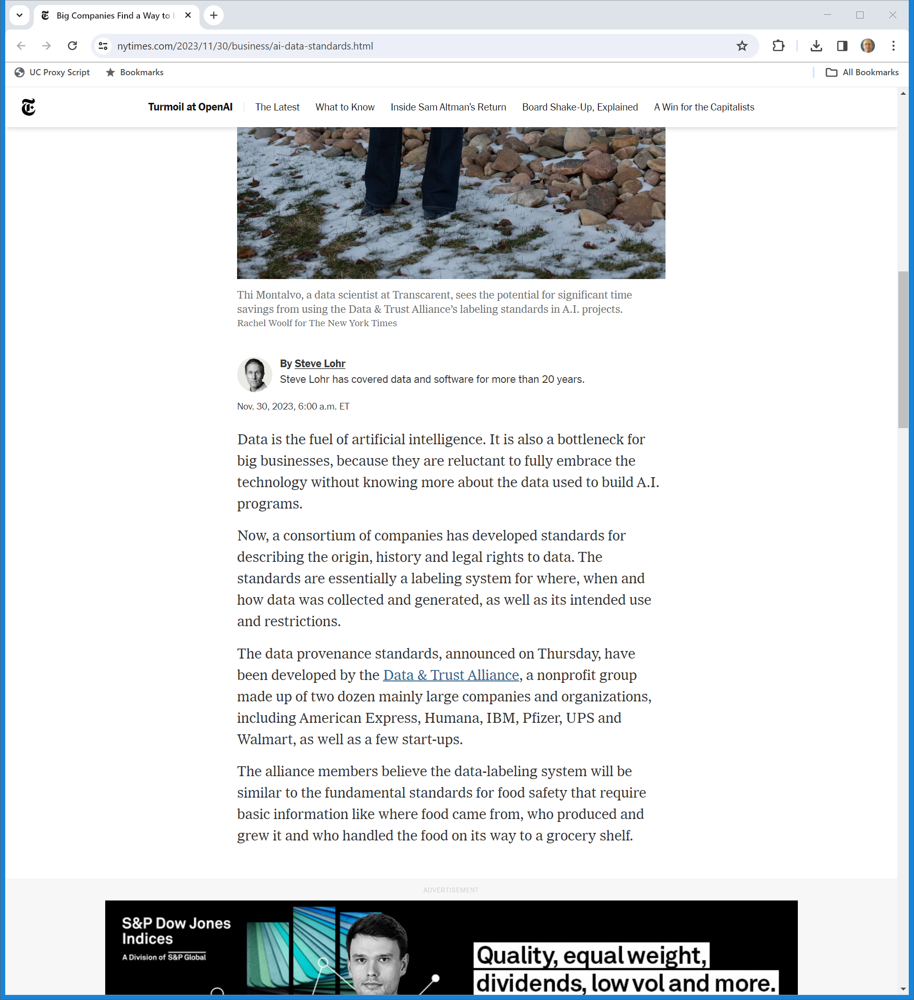 Big Companies Find a Way to
nytimes.com/2023/11/30/business/ai-data-standards.html
UC Proxy Script
Bookmarks
All Bookmarks
Turmoil at OpenAI
The Latest
What to Know
Inside Sam Altman’s Return
Board Shake-Up, Explained
A Win for the Capitalists
Thi Montalvo, a data scientist at Transcarent, sees the potential for significant time
savings from using the Data & Trust Alliance’s labeling standards in A.I. projects.
Rachel Woolf for The New York Times
By Steve Lohr
Steve Lohr has covered data and software for more than 20 years.
Nov. 30, 2023, 6:00 a.m. ET
Data is the fuel of artificial intelligence. It is also a bottleneck for
big businesses, because they are reluctant to fully embrace the
technology without knowing more about the data used to build A.I.
programs.
Now, a consortium of companies has developed standards for
describing the origin, history and legal rights to data. The
standards are essentially a labeling system for where, when and
how data was collected and generated, as well as its intended use
and restrictions.
The data provenance standards, announced on Thursday, have
been developed by the Data & Trust Alliance, a nonprofit group
made up of two dozen mainly large companies and organizations,
including American Express, Humana, IBM, Pfizer, UPS and
Walmart, as well as a few start-ups.
The alliance members believe the data-labeling system will be
similar to the fundamental standards for food safety that require
basic information like where food came from, who produced and
grew it and who handled the food on its way to a grocery shelf.
ADVERTISEMENT
S&P Dow Jones
Indices
A Division of S&P Global
Quality, equal weight,
dividends, low vol and more.